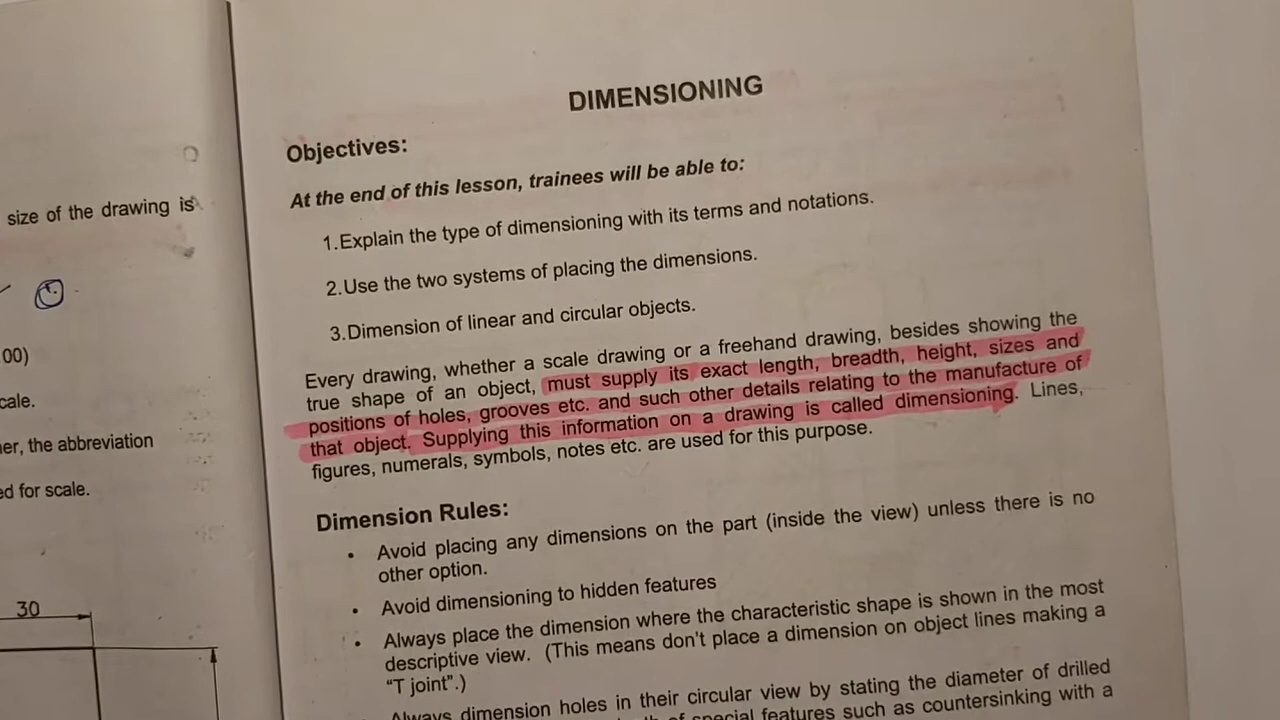 size of the drawing is
00)
cale.
er, the abbreviation
ed for scale.
30
DIMENSIONING
Objectives:
At the end of this lesson, trainees will be able to:
1.Explain the type of dimensioning with its terms and notations.
2.Use the two systems of placing the dimensions.
3.Dimension of linear and circular objects.
Every drawing, whether a scale drawing or a freehand drawing, besides showing the
true shape of an object, must supply its exact length, breadth, height, sizes and
positions of holes, grooves etc. and such other details relating to the manufacture of
that object. Supplying this information on a drawing is called dimensioning. Lines,
figures, numerals, symbols, notes etc. are used for this purpose.
Dimension Rules:
• Avoid placing any dimensions on the part (inside the view) unless there is no
other option.
• Avoid dimensioning to hidden features
• Always place the dimension where the characteristic shape is shown in the most
descriptive view. (This means don't place a dimension on object lines making a
“T joint”.)
Always dimension holes in their circular view by stating the diameter of drilled
of special features such as countersinking with a